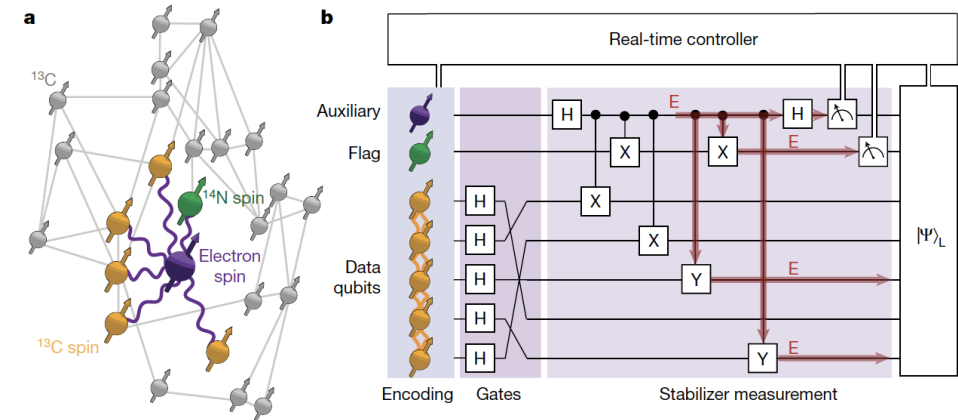 a
¹³C
¹⁴N spin
Electron
spin
¹³C spin
b
Real-time controller
Auxiliary
H
E
H
Flag
X
X
E
H
X
H
X
|Ψ⟩L
Data
qubits
H
Y
E
H
H
Y
E
Encoding
Gates
Stabilizer measurement